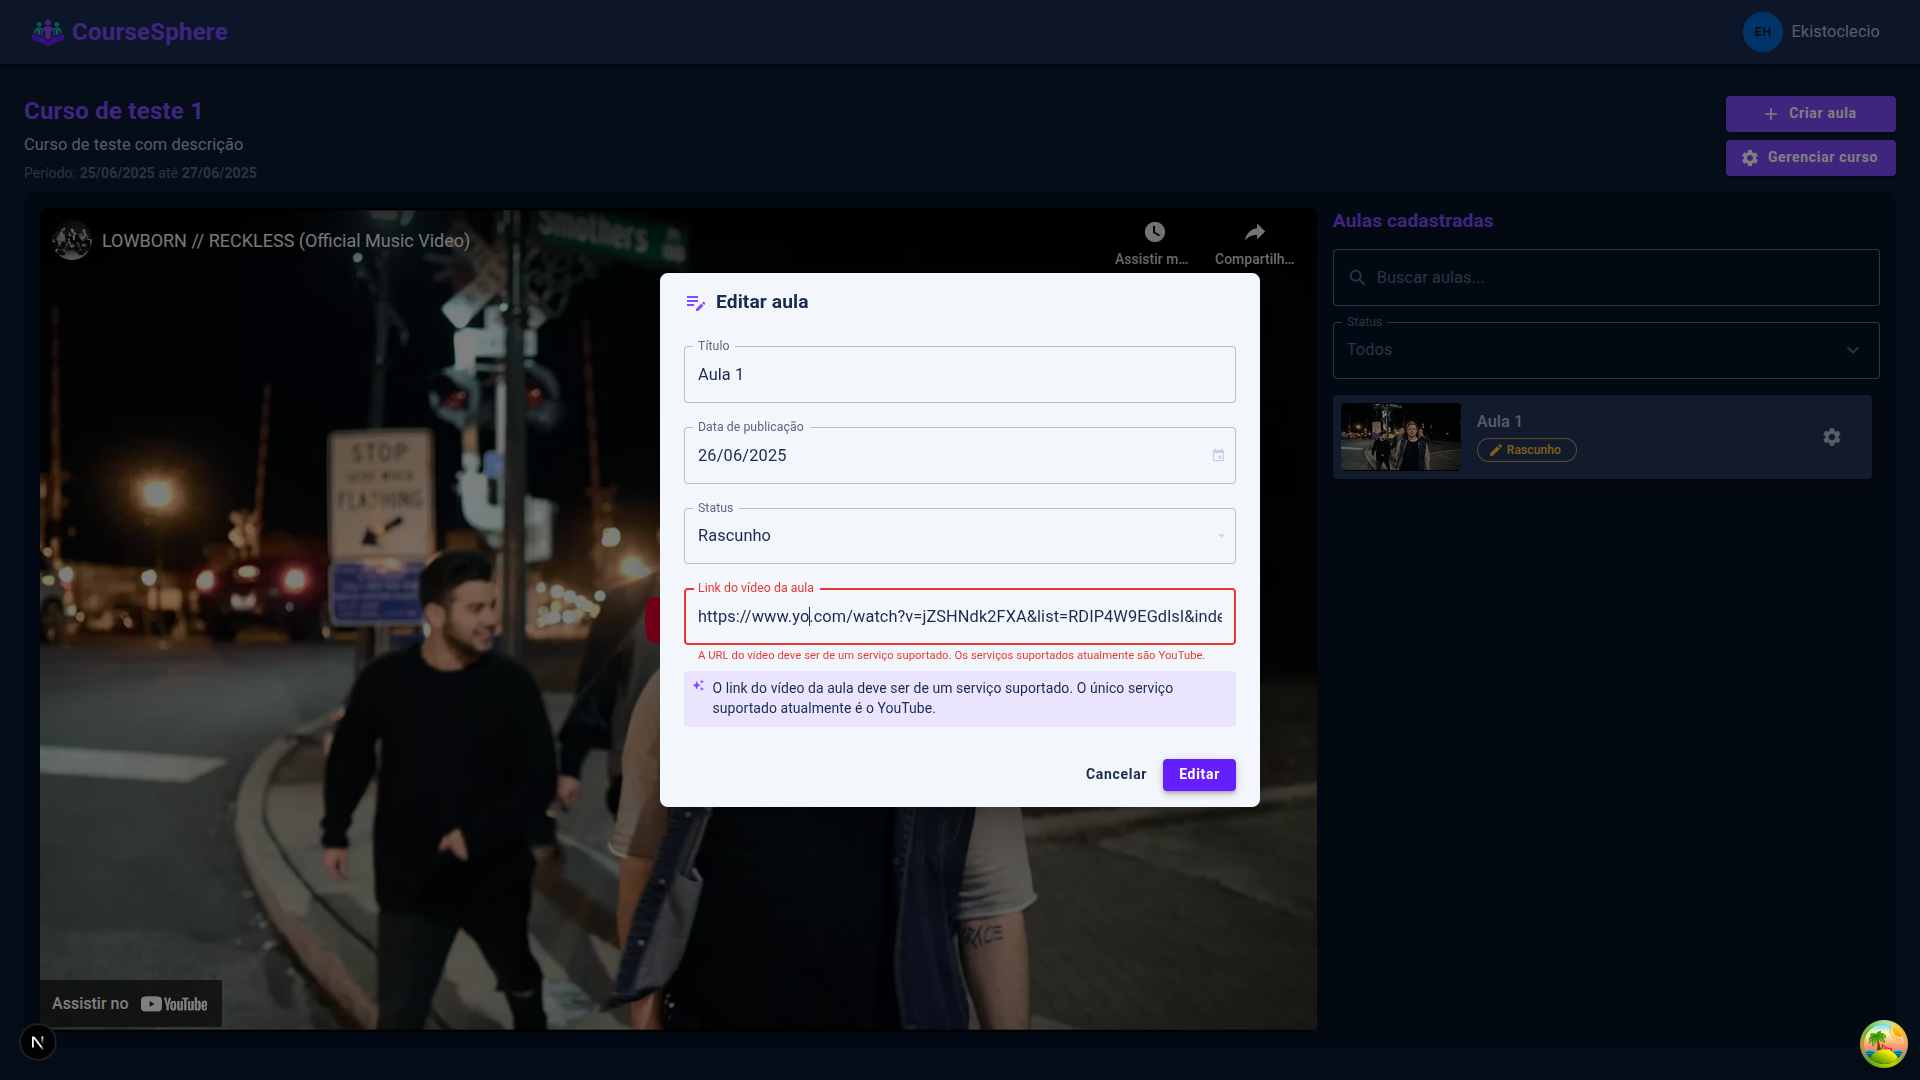 CourseSphere
EH Ekistoclecio
Curso de teste 1
Curso de teste com descrição
Período: 25/06/2025 até 27/06/2025
Criar aula
Gerenciar curso
LOWBORN // RECKLESS (Official Music Video)
Smothers
Assistir m...
Compartilh...
STOP
FLASHING
GRACE
Assistir no YouTube
Aulas cadastradas
Buscar aulas...
Status
Todos
Aula 1
Rascunho
Editar aula
Título
Aula 1
Data de publicação
26/06/2025
Status
Rascunho
Link do vídeo da aula
https://www.yo.com/watch?v=jZSHNdk2FXA&list=RDIP4W9EGdIsI&inde
A URL do vídeo deve ser de um serviço suportado. Os serviços suportados atualmente são YouTube.
O link do vídeo da aula deve ser de um serviço suportado. O único serviço
suportado atualmente é o YouTube.
Cancelar
Editar
N